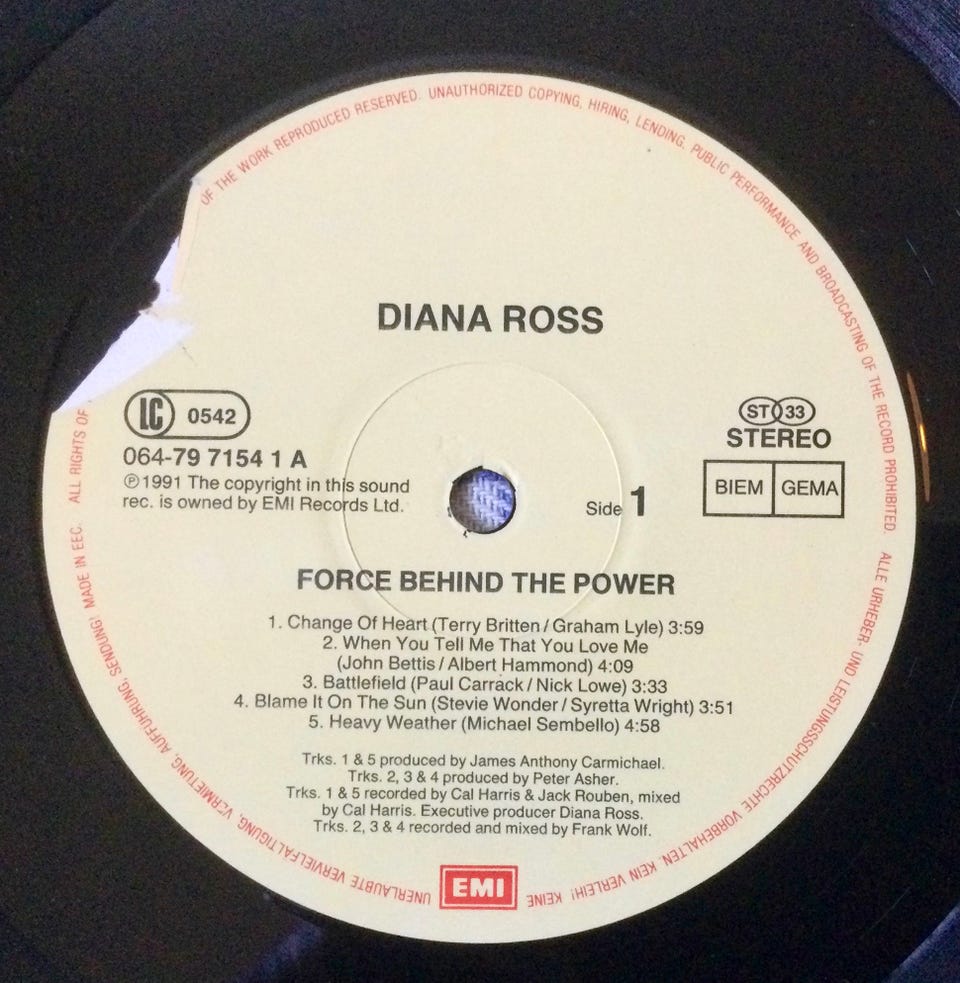 OF THE WORK REPRODUCED RESERVED. UNAUTHORIZED COPYING, HIRING, LENDING, PUBLIC PERFORMANCE AND BROADCASTING OF THE RECORD PROHIBITED.
DIANA ROSS
LC 0542
064-79 7154 1 A
℗1991 The copyright in this sound
rec. is owned by EMI Records Ltd.
ST 33
STEREO
BIEM GEMA
Side 1
FORCE BEHIND THE POWER
1. Change Of Heart (Terry Britten / Graham Lyle) 3:59
2. When You Tell Me That You Love Me
(John Bettis / Albert Hammond) 4:09
3. Battlefield (Paul Carrack / Nick Lowe) 3:33
4. Blame It On The Sun (Stevie Wonder / Syretta Wright) 3:51
5. Heavy Weather (Michael Sembello) 4:58
Trks. 1 & 5 produced by James Anthony Carmichael.
Trks. 2, 3 & 4 produced by Peter Asher.
Trks. 1 & 5 recorded by Cal Harris & Jack Rouben, mixed
by Cal Harris. Executive producer Diana Ross.
Trks. 2, 3 & 4 recorded and mixed by Frank Wolf.
EMI
ALLE URHEBER- UND LEISTUNGSSCHUTZRECHTE VORBEHALTEN. KEIN VERLEIH! KEINE
UNERLAUBTE VERVIELFÄLTIGUNG, VERMIETUNG, AUFFÜHRUNG, SENDUNG! MADE IN EEC. ALL RIGHTS OF